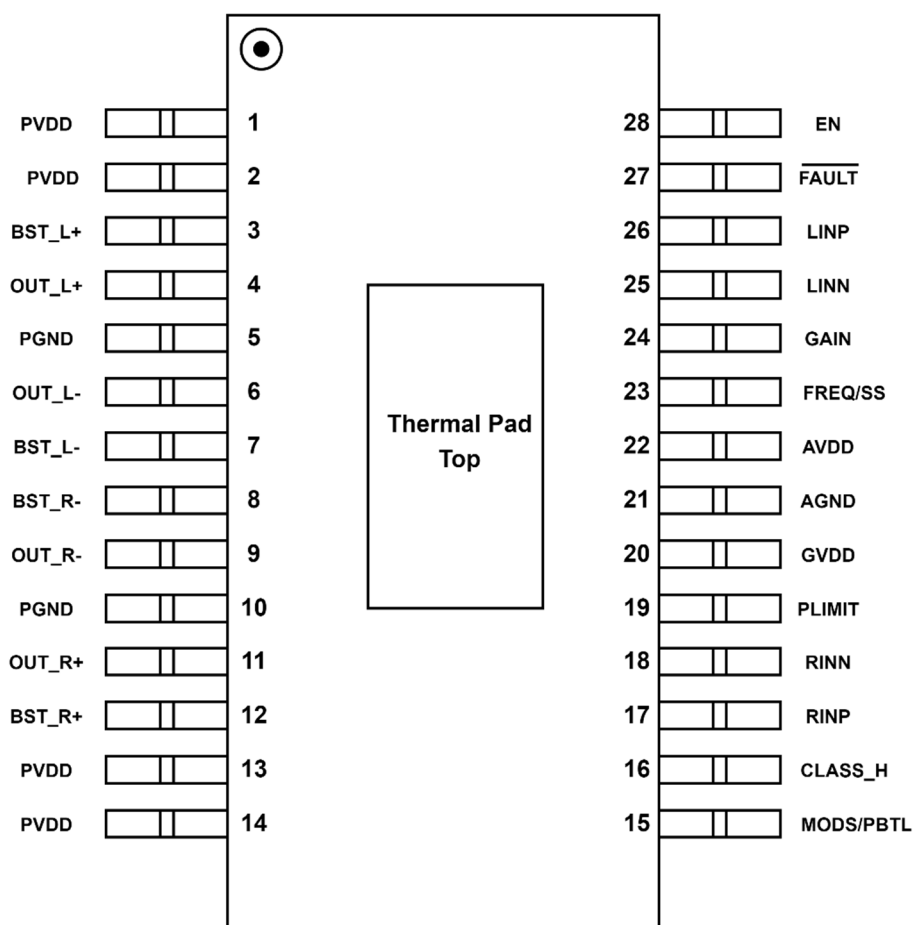 PVDD 1 28 EN
PVDD 2 27 FAULT
BST_L+ 3 26 LINP
OUT_L+ 4 25 LINN
PGND 5 24 GAIN
OUT_L- 6 23 FREQ/SS
Thermal Pad
Top
BST_L- 7 22 AVDD
BST_R- 8 21 AGND
OUT_R- 9 20 GVDD
PGND 10 19 PLIMIT
OUT_R+ 11 18 RINN
BST_R+ 12 17 RINP
PVDD 13 16 CLASS_H
PVDD 14 15 MODS/PBTL